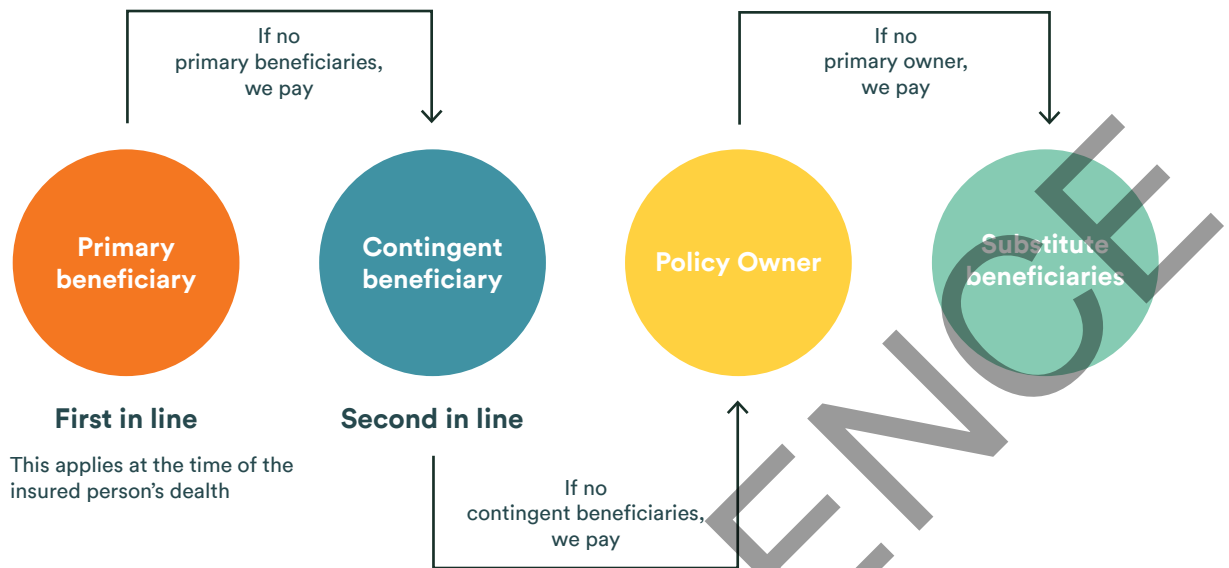 If no
primary beneficiaries,
we pay
If no
primary owner,
we pay
Primary
beneficiary
Contingent
beneficiary
Policy Owner
Substitute
beneficiaries
First in line
Second in line
This applies at the time of the
insured person's dealth
If no
contingent beneficiaries,
we pay
ENCE